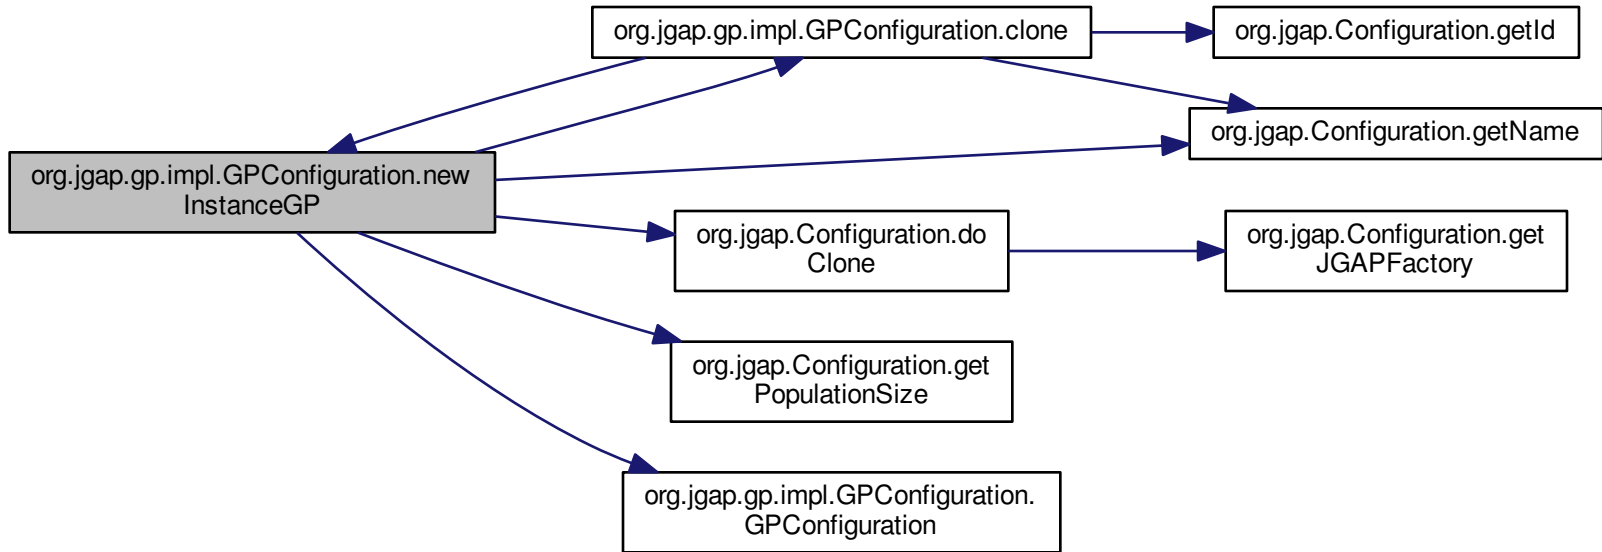 org.jgap.gp.impl.GPConfiguration.clone
org.jgap.Configuration.getId
org.jgap.Configuration.getName
org.jgap.gp.impl.GPConfiguration.new
InstanceGP
org.jgap.Configuration.do
Clone
org.jgap.Configuration.get
JGAPFactory
org.jgap.Configuration.get
PopulationSize
org.jgap.gp.impl.GPConfiguration.
GPConfiguration